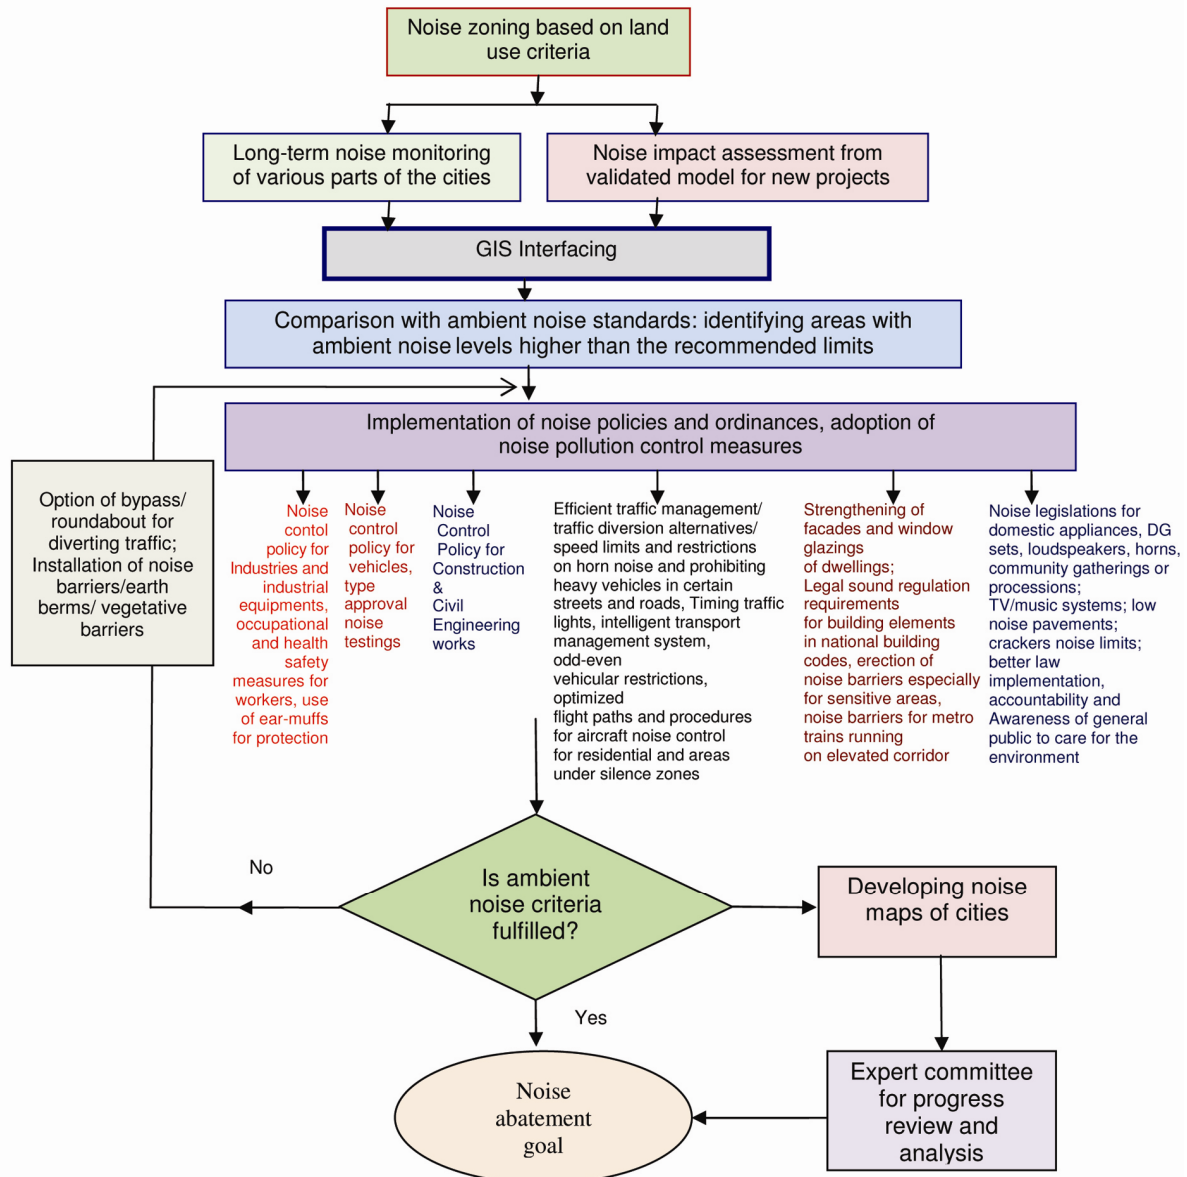 Noise zoning based on land
use criteria
Long-term noise monitoring
of various parts of the cities
Noise impact assessment from
validated model for new projects
GIS Interfacing
Comparison with ambient noise standards: identifying areas with
ambient noise levels higher than the recommended limits
Implementation of noise policies and ordinances, adoption of
noise pollution control measures
Option of bypass/
roundabout for
diverting traffic;
Installation of noise
barriers/earth
berms/ vegetative
barriers
Noise
contol
policy for
Industries and
industrial
equipments,
occupational
and health
safety
measures for
workers, use
of ear-muffs
for protection
Noise
control
policy for
vehicles,
type
approval
noise
testings
Noise
Control
Policy for
Construction
&
Civil
Engineering
works
Efficient traffic management/
traffic diversion alternatives/
speed limits and restrictions
on horn noise and prohibiting
heavy vehicles in certain
streets and roads, Timing traffic
lights, intelligent transport
management system,
odd-even
vehicular restrictions,
optimized
flight paths and procedures
for aircraft noise control
for residential and areas
under silence zones
Strengthening of
facades and window
glazings
of dwellings;
Legal sound regulation
requirements
for building elements
in national building
codes, erection of
noise barriers especially
for sensitive areas,
noise barriers for metro
trains running
on elevated corridor
Noise legislations for
domestic appliances, DG
sets, loudspeakers, horns,
community gatherings or
processions;
TV/music systems; low
noise pavements;
crackers noise limits;
better law
implementation,
accountability and
Awareness of general
public to care for the
environment
No
Is ambient
noise criteria
fulfilled?
Developing noise
maps of cities
Yes
Noise
abatement
goal
Expert committee
for progress
review and
analysis